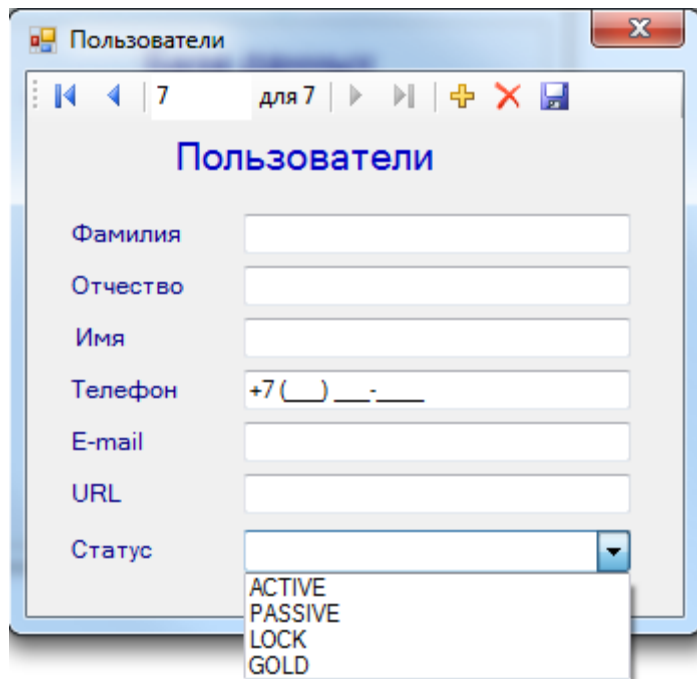 Пользователи
7 для 7
Пользователи
Фамилия
Отчество
Имя
Телефон +7 (___) ___-____
E-mail
URL
Статус
ACTIVE
PASSIVE
LOCK
GOLD